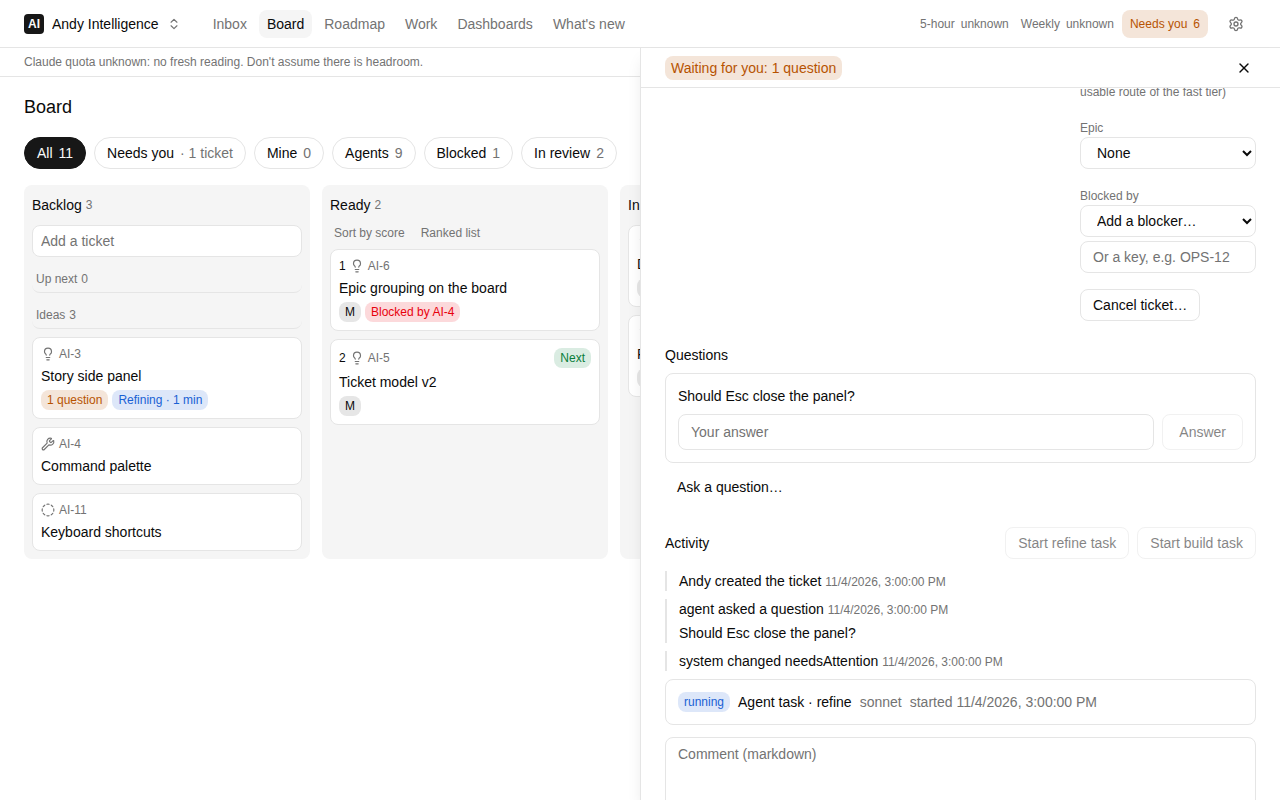 AI Andy Intelligence Inbox Board Roadmap Work Dashboards What's new 5-hour unknown Weekly unknown Needs you 6
Claude quota unknown: no fresh reading. Don't assume there is headroom.
Board
All 11 Needs you · 1 ticket Mine 0 Agents 9 Blocked 1 In review 2
Backlog 3
Add a ticket
Up next 0
Ideas 3
AI-3
Story side panel
1 question Refining · 1 min
AI-4
Command palette
AI-11
Keyboard shortcuts
Ready 2
Sort by score Ranked list
1 AI-6
Epic grouping on the board
M Blocked by AI-4
2 AI-5 Next
Ticket model v2
M
In
Waiting for you: 1 question
usable route of the fast tier)
Epic
None
Blocked by
Add a blocker…
Or a key, e.g. OPS-12
Cancel ticket…
Questions
Should Esc close the panel?
Your answer Answer
Ask a question…
Activity Start refine task Start build task
Andy created the ticket 11/4/2026, 3:00:00 PM
agent asked a question 11/4/2026, 3:00:00 PM
Should Esc close the panel?
system changed needsAttention 11/4/2026, 3:00:00 PM
running Agent task · refine sonnet started 11/4/2026, 3:00:00 PM
Comment (markdown)